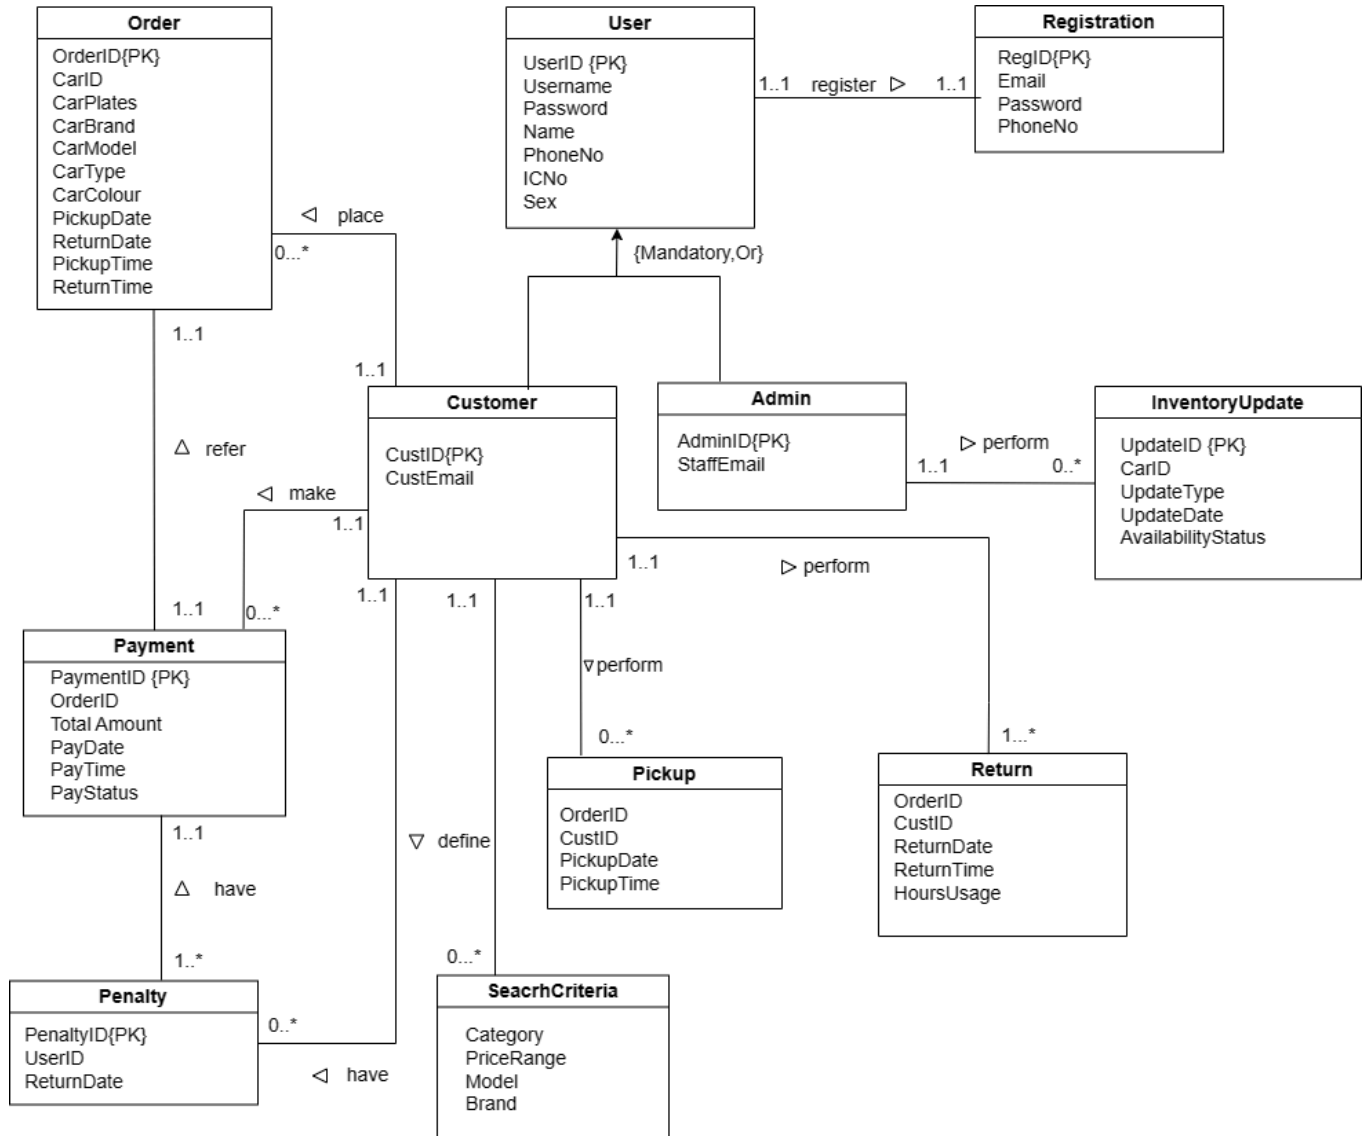 Order
OrderID{PK}
CarID
CarPlates
CarBrand
CarModel
CarType
CarColour
PickupDate
ReturnDate
PickupTime
ReturnTime
User
UserID {PK}
Username
Password
Name
PhoneNo
ICNo
Sex
1..1 register 1..1
Registration
RegID{PK}
Email
Password
PhoneNo
place
0...*
1..1
{Mandatory,Or}
1..1
refer
1..1
Customer
CustID{PK}
CustEmail
Admin
AdminID{PK}
StaffEmail
perform
1..1
0..*
InventoryUpdate
UpdateID {PK}
CarID
UpdateType
UpdateDate
AvailabilityStatus
make
1..1
0...*
1..1
1..1
1..1
1..1
perform
perform
0...*
1...*
Payment
PaymentID {PK}
OrderID
Total Amount
PayDate
PayTime
PayStatus
Pickup
OrderID
CustID
PickupDate
PickupTime
Return
OrderID
CustID
ReturnDate
ReturnTime
HoursUsage
1..1
have
1..*
define
0...*
Penalty
PenaltyID{PK}
UserID
ReturnDate
0..*
have
SeacrhCriteria
Category
PriceRange
Model
Brand